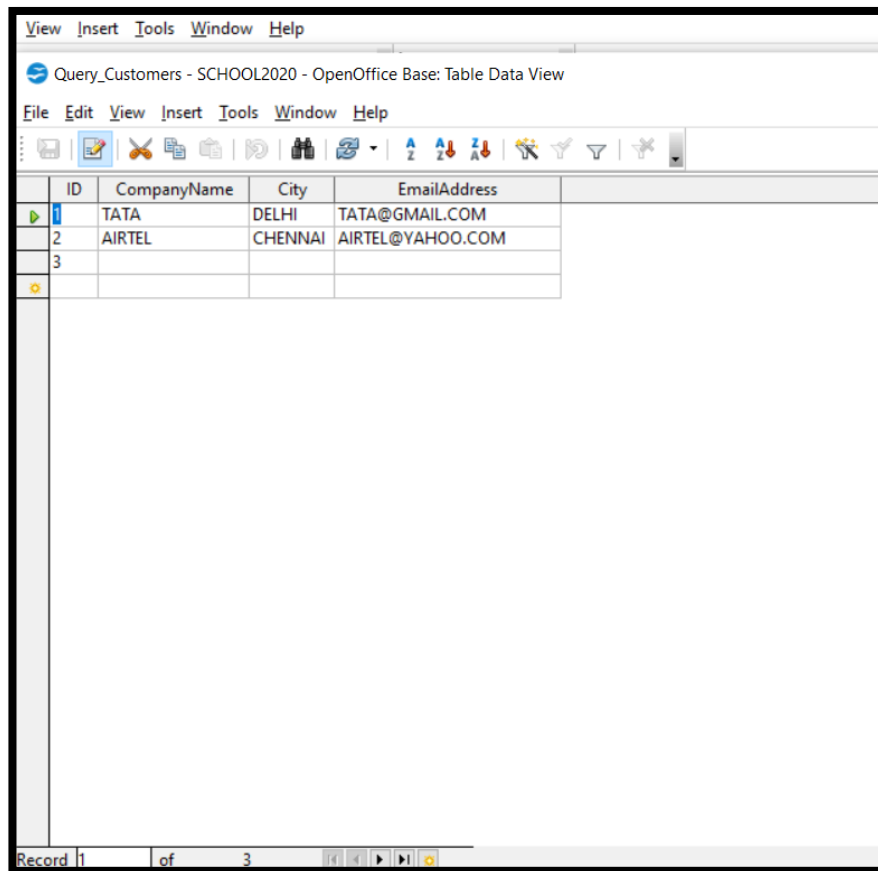 View Insert Tools Window Help
Query_Customers - SCHOOL2020 - OpenOffice Base: Table Data View
File Edit View Insert Tools Window Help
ID CompanyName City EmailAddress
1 TATA DELHI TATA@GMAIL.COM
2 AIRTEL CHENNAI AIRTEL@YAHOO.COM
3
Record 1 of 3